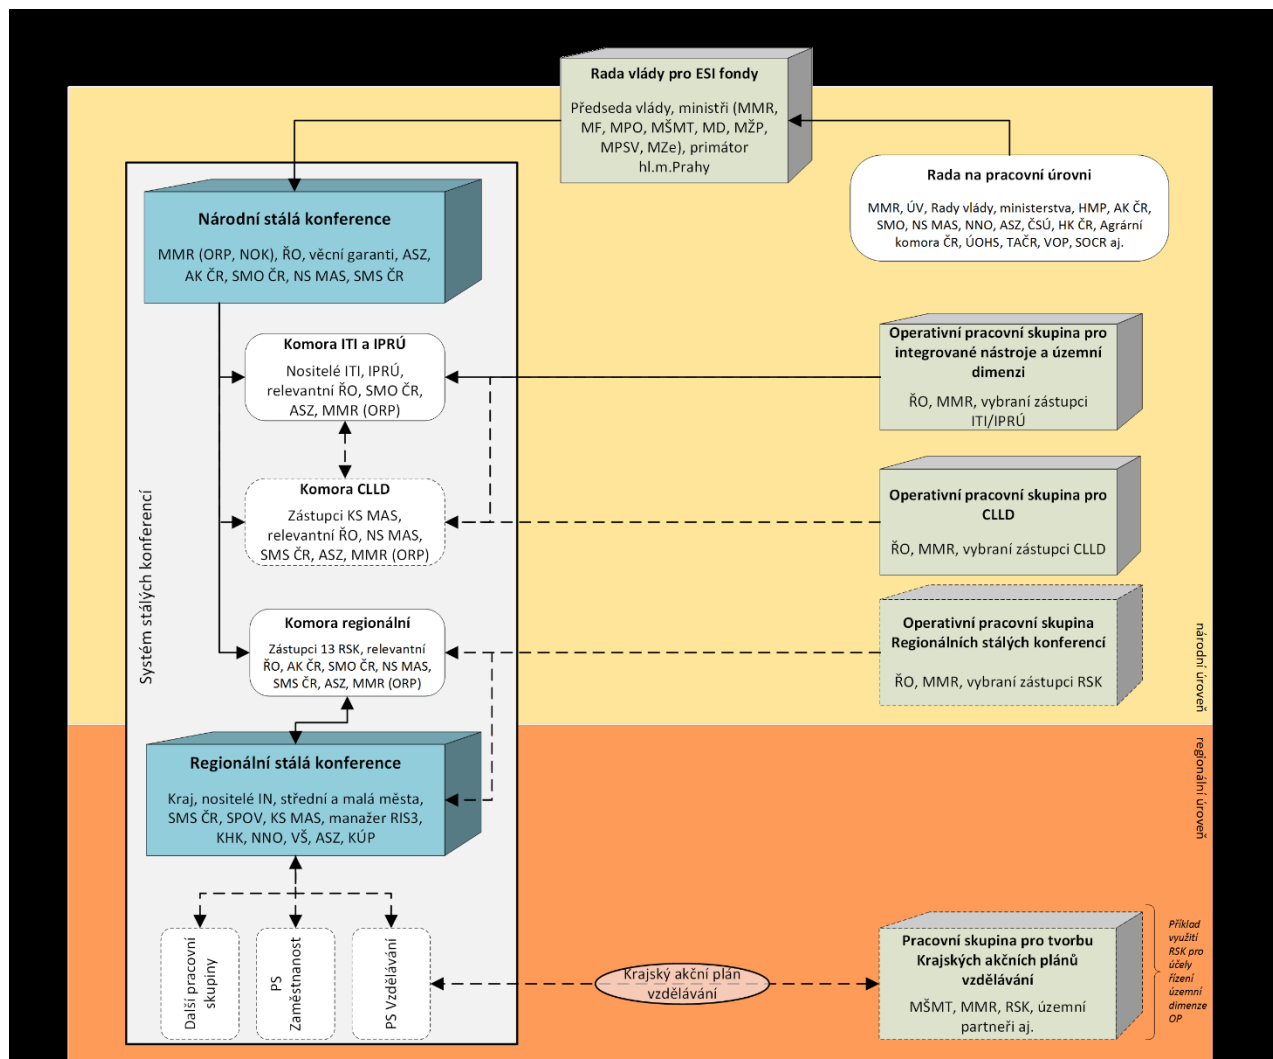 Rada vlády pro ESI fondy
Předseda vlády, ministři (MMR,
MF, MPO, MŠMT, MD, MŽP,
MPSV, MZe), primátor
hl.m.Prahy
Rada na pracovní úrovni
MMR, ÚV, Rady vlády, ministerstva, HMP, AK ČR,
SMO, NS MAS, NNO, ASZ, ČSÚ, HK ČR, Agrární
komora ČR, ÚOHS, TAČR, VOP, SOCR aj.
Systém stálých konferencí
Národní stálá konference
MMR (ORP, NOK), ŘO, věcní garanti, ASZ,
AK ČR, SMO ČR, NS MAS, SMS ČR
Komora ITI a IPRÚ
Nositelé ITI, IPRÚ,
relevantní ŘO, SMO ČR,
ASZ, MMR (ORP)
Operativní pracovní skupina pro
integrované nástroje a územní
dimenzi
ŘO, MMR, vybraní zástupci
ITI/IPRÚ
Komora CLLD
Zástupci KS MAS,
relevantní ŘO, NS MAS,
SMS ČR, ASZ, MMR (ORP)
Operativní pracovní skupina pro
CLLD
ŘO, MMR, vybraní zástupci CLLD
Komora regionální
Zástupci 13 RSK, relevantní
ŘO, AK ČR, SMO ČR, NS MAS,
SMS ČR, ASZ, MMR (ORP)
Operativní pracovní skupina
Regionálních stálých konferencí
ŘO, MMR, vybraní zástupci RSK
národní úroveň
regionální úroveň
Regionální stálá konference
Kraj, nositelé IN, střední a malá města,
SMS ČR, SPOV, KS MAS, manažer RIS3,
KHK, NNO, VŠ, ASZ, KÚP
Další pracovní
skupiny
PS
Zaměstnanost
PS Vzdělávání
Krajský akční plán
vzdělávání
Pracovní skupina pro tvorbu
Krajských akčních plánů
vzdělávání
MŠMT, MMR, RSK, územní
partneři aj.
Příklad
využití
RSK pro
účely
řízení
územní
dimenze
OP